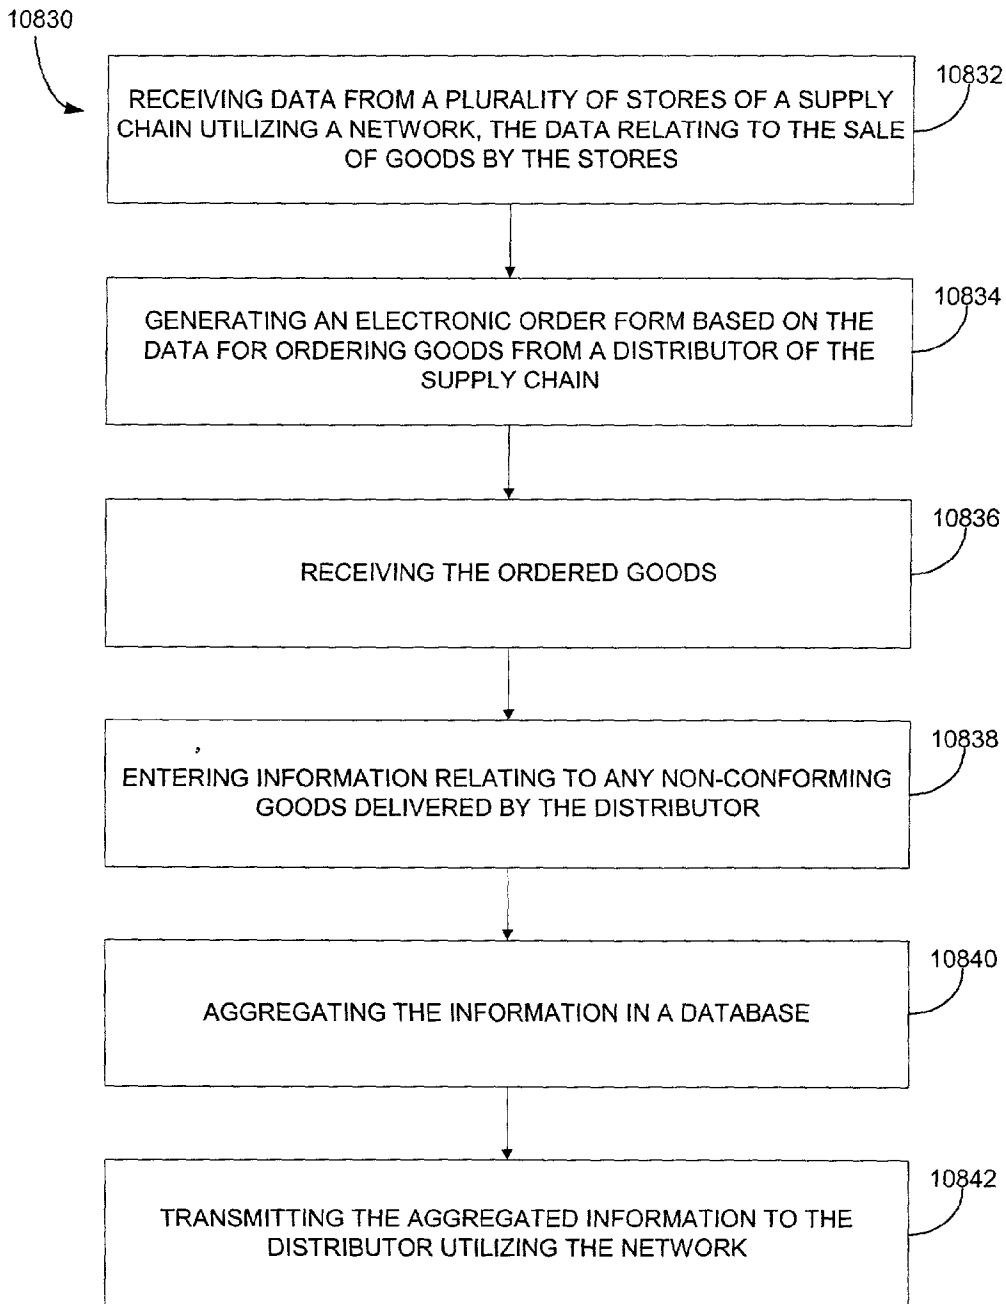 10830
10832
RECEIVING DATA FROM A PLURALITY OF STORES OF A SUPPLY
CHAIN UTILIZING A NETWORK, THE DATA RELATING TO THE SALE
OF GOODS BY THE STORES
10834
GENERATING AN ELECTRONIC ORDER FORM BASED ON THE
DATA FOR ORDERING GOODS FROM A DISTRIBUTOR OF THE
SUPPLY CHAIN
10836
RECEIVING THE ORDERED GOODS
10838
ENTERING INFORMATION RELATING TO ANY NON-CONFORMING
GOODS DELIVERED BY THE DISTRIBUTOR
10840
AGGREGATING THE INFORMATION IN A DATABASE
10842
TRANSMITTING THE AGGREGATED INFORMATION TO THE
DISTRIBUTOR UTILIZING THE NETWORK